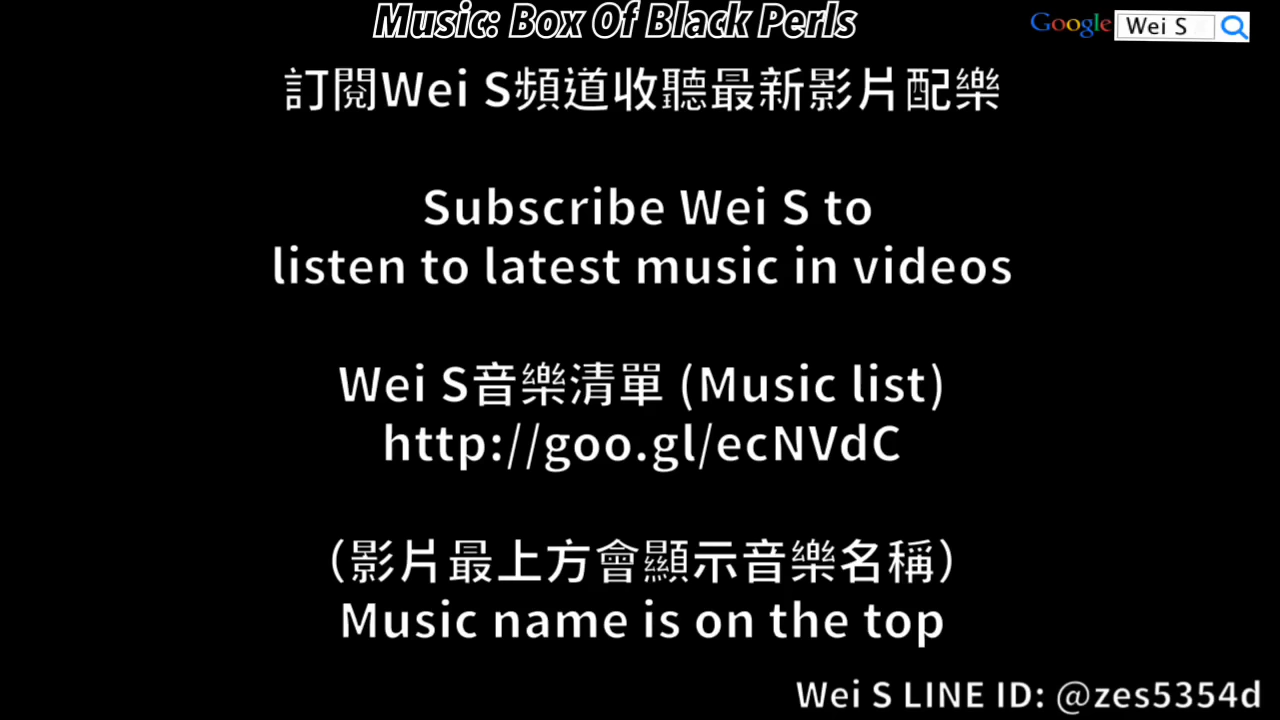 Music: Box Of Black Perls
Google Wei S
訂閱Wei S頻道收聽最新影片配樂
Subscribe Wei S to
listen to latest music in videos
Wei S音樂清單 (Music list)
http://goo.gl/ecNVdC
（影片最上方會顯示音樂名稱）
Music name is on the top
Wei S LINE ID: @zes5354d